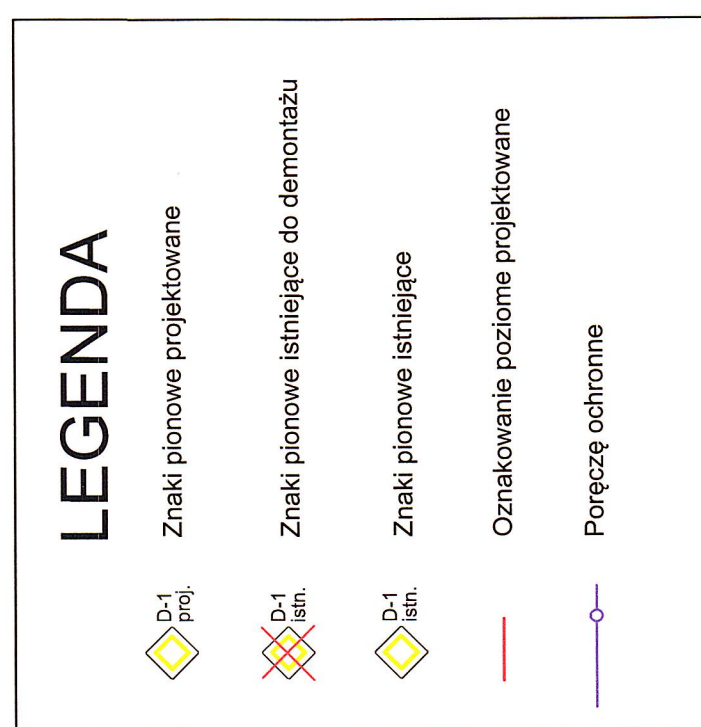 LEGENDA
D-1
proj.
Znaki pionowe projektowane
D-1
istn.
Znaki pionowe istniejące do demontażu
D-1
istn.
Znaki pionowe istniejące
Oznakowanie poziome projektowane
Poręczę ochronne